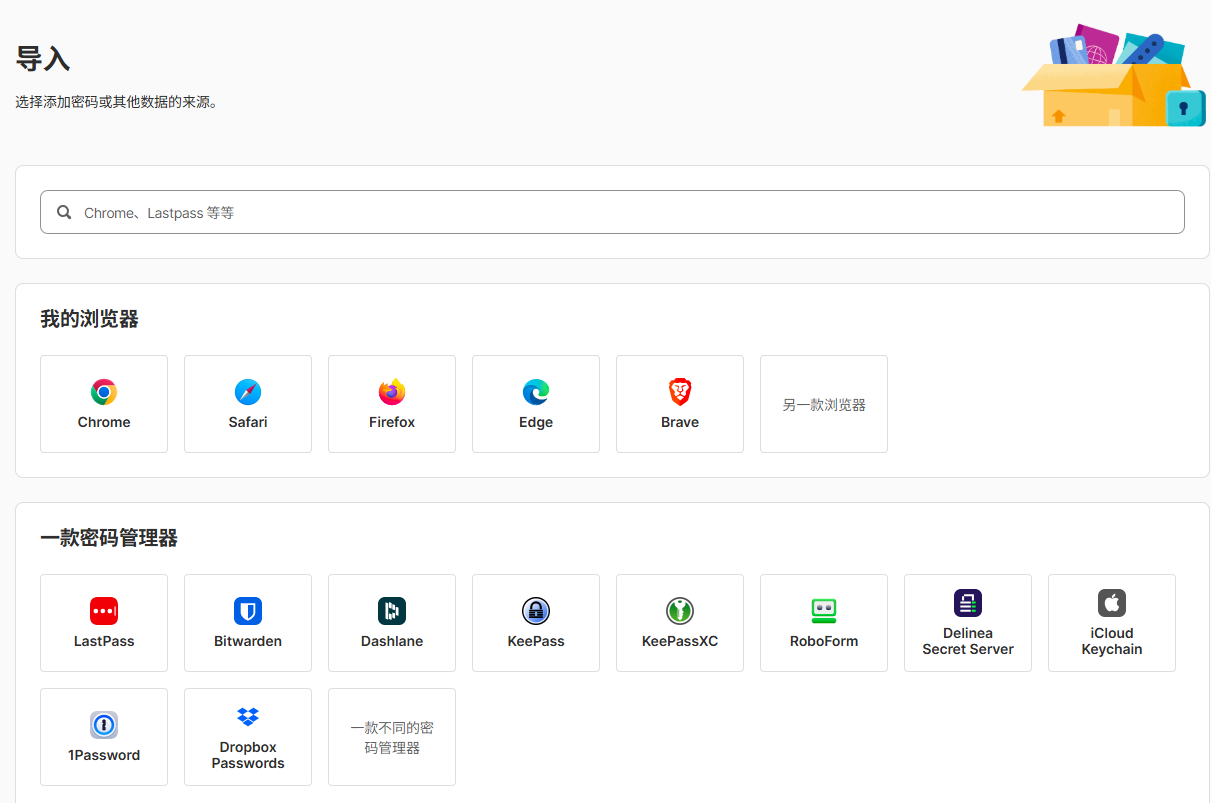 导入
选择添加密码或其他数据的来源。
Chrome、Lastpass 等等
我的浏览器
Chrome
Safari
Firefox
Edge
Brave
另一款浏览器
一款密码管理器
LastPass
Bitwarden
Dashlane
KeePass
KeePassXC
RoboForm
Delinea
Secret Server
iCloud
Keychain
1Password
Dropbox
Passwords
一款不同的密
码管理器